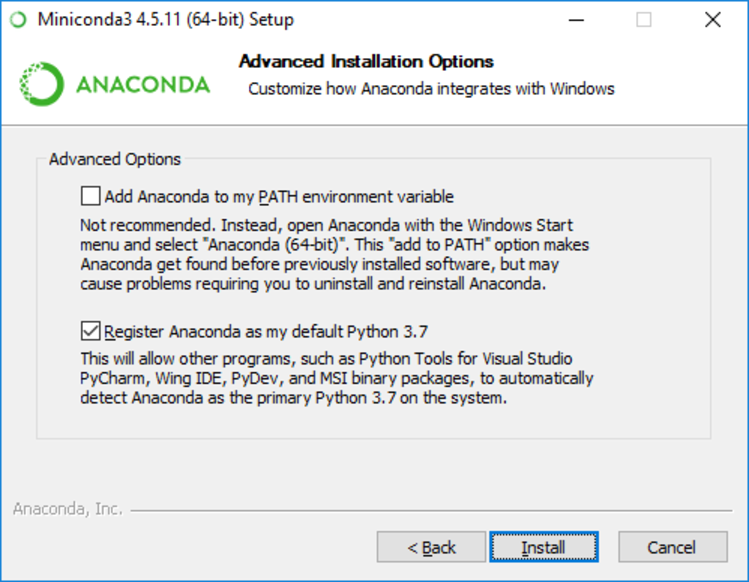 Miniconda3 4.5.11 (64-bit) Setup
ANACONDA
Advanced Installation Options
Customize how Anaconda integrates with Windows
Advanced Options
Add Anaconda to my PATH environment variable
Not recommended. Instead, open Anaconda with the Windows Start
menu and select "Anaconda (64-bit)". This "add to PATH" option makes
Anaconda get found before previously installed software, but may
cause problems requiring you to uninstall and reinstall Anaconda.
Register Anaconda as my default Python 3.7
This will allow other programs, such as Python Tools for Visual Studio
PyCharm, Wing IDE, PyDev, and MSI binary packages, to automatically
detect Anaconda as the primary Python 3.7 on the system.
Anaconda, Inc.
< Back Install Cancel